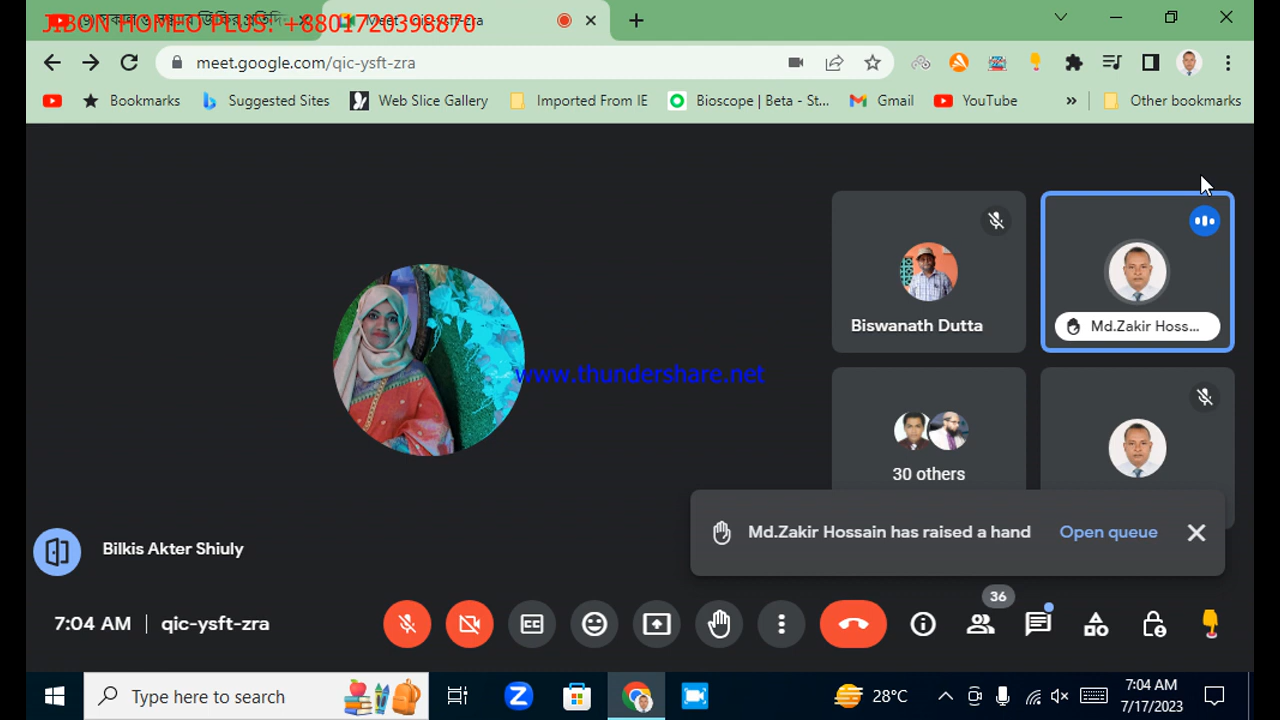 JIBON HOMEO PLUS: +8801720398870
meet.google.com/qic-ysft-zra
Bookmarks
Suggested Sites
Web Slice Gallery
Imported From IE
Bioscope | Beta - St...
Gmail
YouTube
»
Other bookmarks
Biswanath Dutta
Md.Zakir Hoss...
www.thundershare.net
30 others
Md.Zakir Hossain has raised a hand
Open queue
Bilkis Akter Shiuly
36
7:04 AM
qic-ysft-zra
Type here to search
28°C
7:04 AM
7/17/2023